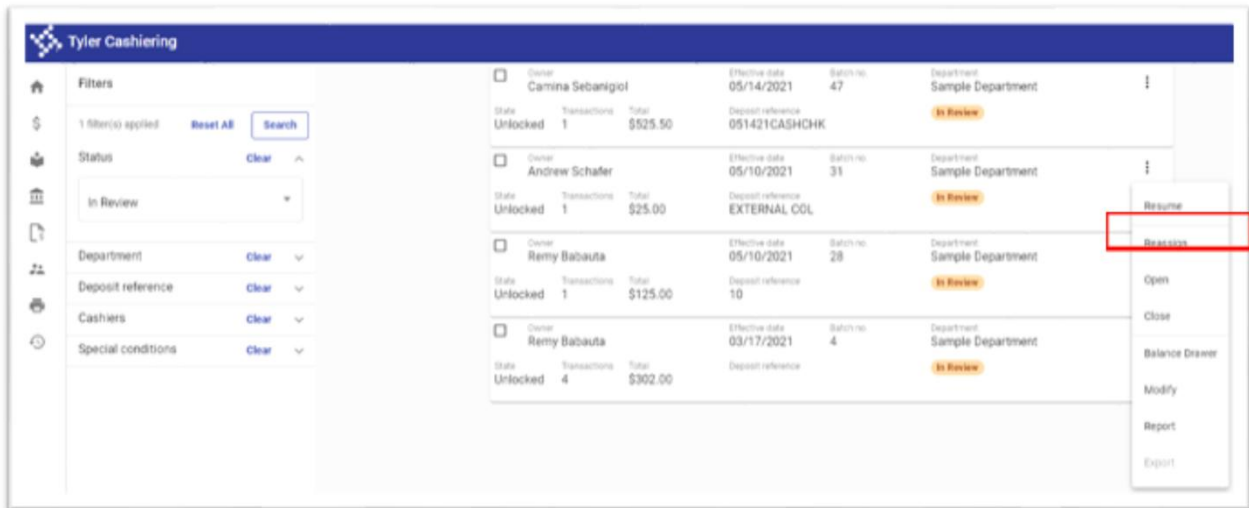 Tyler Cashiering
Filters
1 filter(s) applied Reset All Search
Status Clear
In Review
Department Clear
Deposit reference Clear
Cashiers Clear
Special conditions Clear
Owner Effective date Batch no. Department
Camina Sebanigiol 05/14/2021 47 Sample Department
State Transactions Total Deposit reference In Review
Unlocked 1 $525.50 051421CASHCHK
Owner Effective date Batch no. Department
Andrew Schafer 05/10/2021 31 Sample Department
State Transactions Total Deposit reference In Review
Unlocked 1 $25.00 EXTERNAL COL
Owner Effective date Batch no. Department
Remy Babauta 05/10/2021 28 Sample Department
State Transactions Total Deposit reference In Review
Unlocked 1 $125.00 10
Owner Effective date Batch no. Department
Remy Babauta 03/17/2021 4 Sample Department
State Transactions Total Deposit reference In Review
Unlocked 4 $302.00
Resume
Reassign
Open
Close
Balance Drawer
Modify
Report
Export